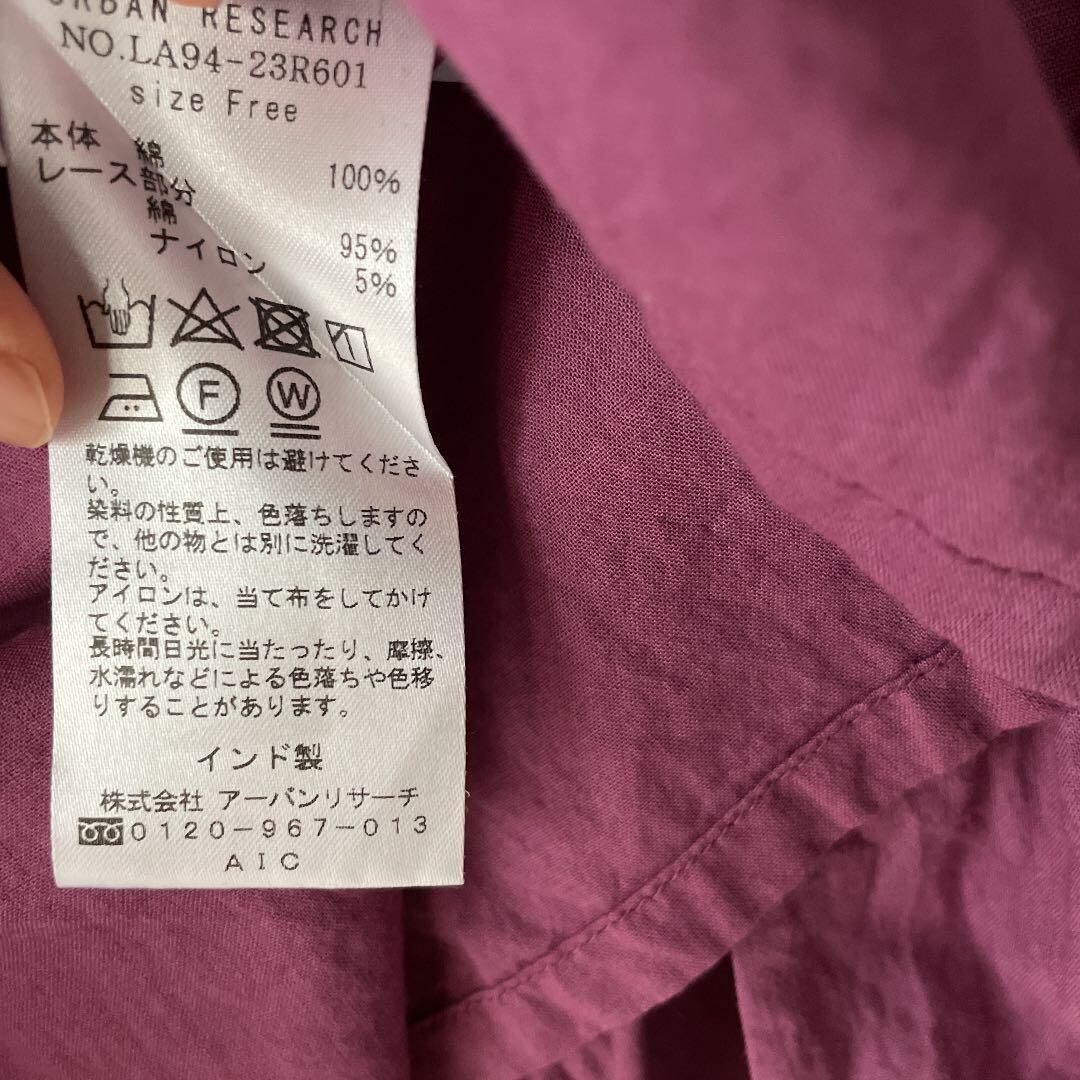 URBAN RESEARCH
NO.LA94-23R601
size Free
本体 綿 100%
レース部分
綿 95%
ナイロン 5%
F W
乾燥機のご使用は避けてくださ
い。
染料の性質上、色落ちしますの
で、他の物とは別に洗濯してく
ださい。
アイロンは、当て布をしてかけ
てください。
長時間日光に当たったり、摩擦、
水濡れなどによる色落ちや色移
りすることがあります。
インド製
株式会社 アーバンリサーチ
0120-967-013
AIC